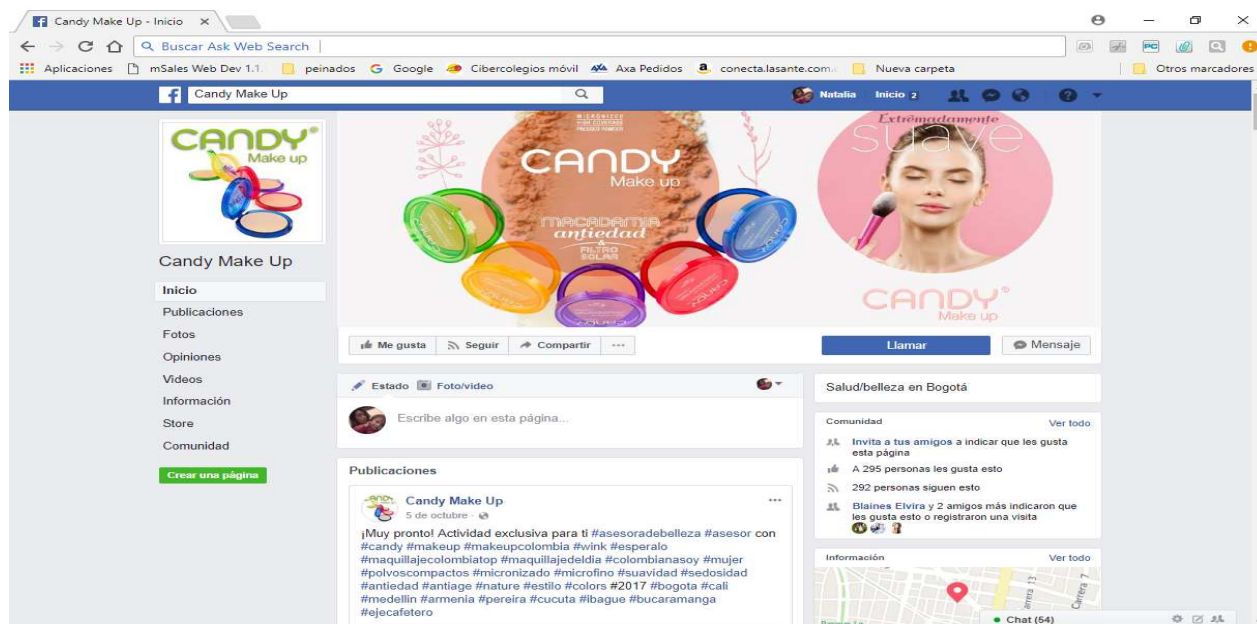 Candy Make Up - Inicio
Buscar Ask Web Search
Aplicaciones
mSales Web Dev 1.1.
peinados
Google
Cibercolegios móvil
Axa Pedidos
conecta.lasante.com.
Nueva carpeta
Otros marcadores
Candy Make Up
Natalia
Inicio 2
CANDY®
Make up
MICRONIZED
HIGH COVERAGE
PRESSED POWDER
CANDY
Make up
MACADAMIA
antiedad
&
FILTRO
SOLAR
Extrêmadamente
suave
CANDY®
Make up
Candy Make Up
Inicio
Publicaciones
Fotos
Opiniones
Videos
Información
Store
Comunidad
Crear una página
Me gusta
Seguir
Compartir
Llamar
Mensaje
Estado
Foto/video
Escribe algo en esta página...
Publicaciones
Candy Make Up
5 de octubre
¡Muy pronto! Actividad exclusiva para ti #asesoradebelleza #asesor con
#candy #makeup #makeupcolombia #wink #esperalo
#maquillajecolombiatop #maquillajedeldia #colombianasoy #mujer
#polvoscompactos #micronizado #microfino #suavidad #sedosidad
#antiedad #antiage #nature #estilo #colors #2017 #bogota #cali
#medellin #armenia #pereira #cucuta #ibague #bucaramanga
#ejecafetero
Salud/belleza en Bogotá
Comunidad
Ver todo
Invita a tus amigos a indicar que les gusta
esta página
A 295 personas les gusta esto
292 personas siguen esto
Blaines Elvira y 2 amigos más indicaron que
les gusta esto o registraron una visita
Información
Ver todo
Carrera 7
Chat (54)